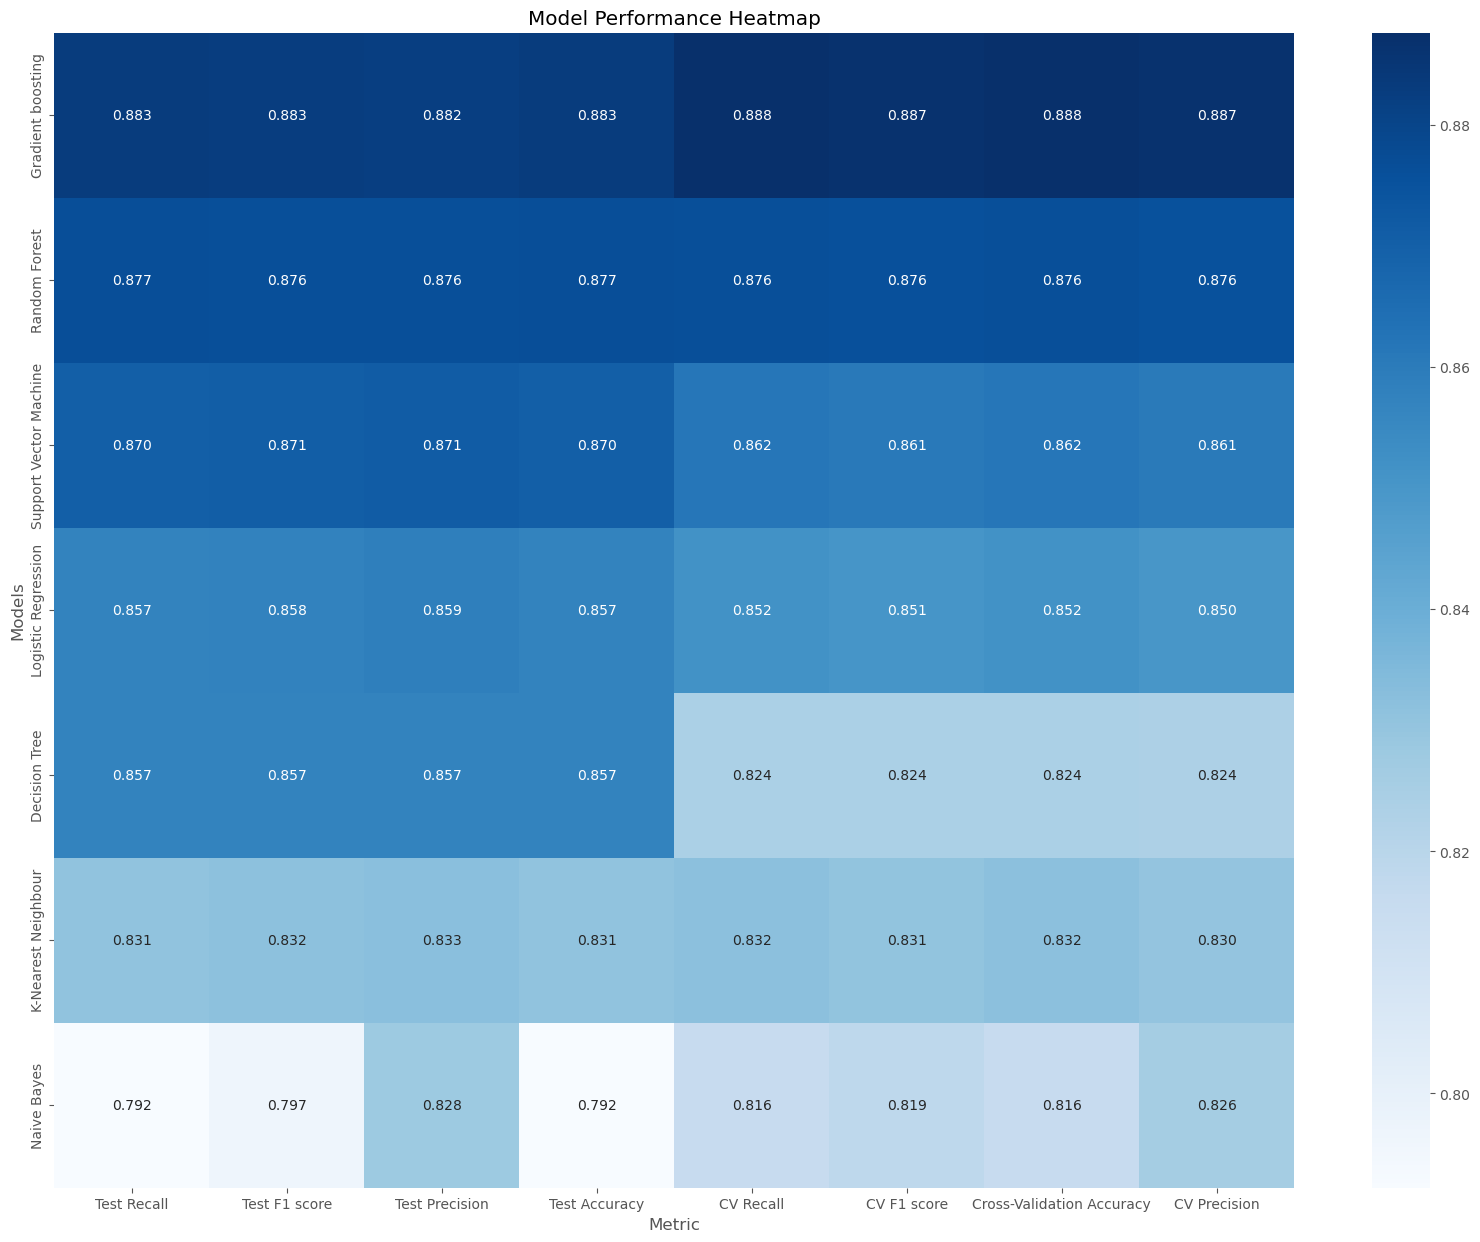 Model Performance Heatmap
Models
Gradient boosting
0.883 0.883 0.882 0.883 0.888 0.887 0.888 0.887
Random Forest
0.877 0.876 0.876 0.877 0.876 0.876 0.876 0.876
Support Vector Machine
0.870 0.871 0.871 0.870 0.862 0.861 0.862 0.861
Logistic Regression
0.857 0.858 0.859 0.857 0.852 0.851 0.852 0.850
Decision Tree
0.857 0.857 0.857 0.857 0.824 0.824 0.824 0.824
K-Nearest Neighbour
0.831 0.832 0.833 0.831 0.832 0.831 0.832 0.830
Naive Bayes
0.792 0.797 0.828 0.792 0.816 0.819 0.816 0.826
Test Recall Test F1 score Test Precision Test Accuracy CV Recall CV F1 score Cross-Validation Accuracy CV Precision
Metric
0.88
0.86
0.84
0.82
0.80